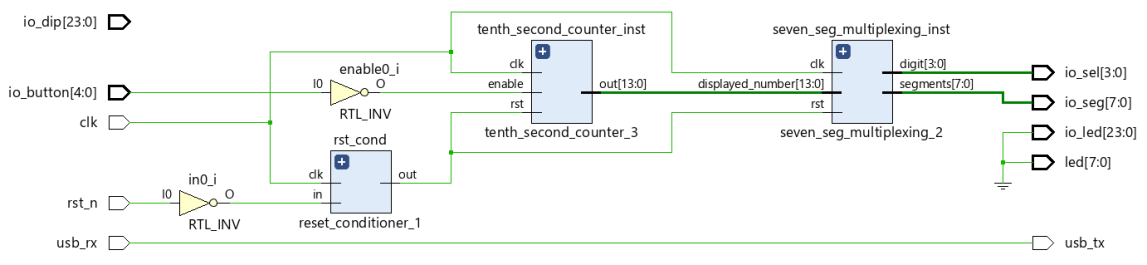 io_dip[23:0]
tenth_second_counter_inst
seven_seg_multiplexing_inst
enable0_i
clk
clk
digit[3:0]
io_sel[3:0]
io_button[4:0]
I0
O
enable
out[13:0]
displayed_number[13:0]
segments[7:0]
rst
rst
io_seg[7:0]
clk
RTL_INV
tenth_second_counter_3
seven_seg_multiplexing_2
io_led[23:0]
rst_cond
led[7:0]
in0_i
clk
out
rst_n
I0
O
in
RTL_INV
reset_conditioner_1
usb_rx
usb_tx